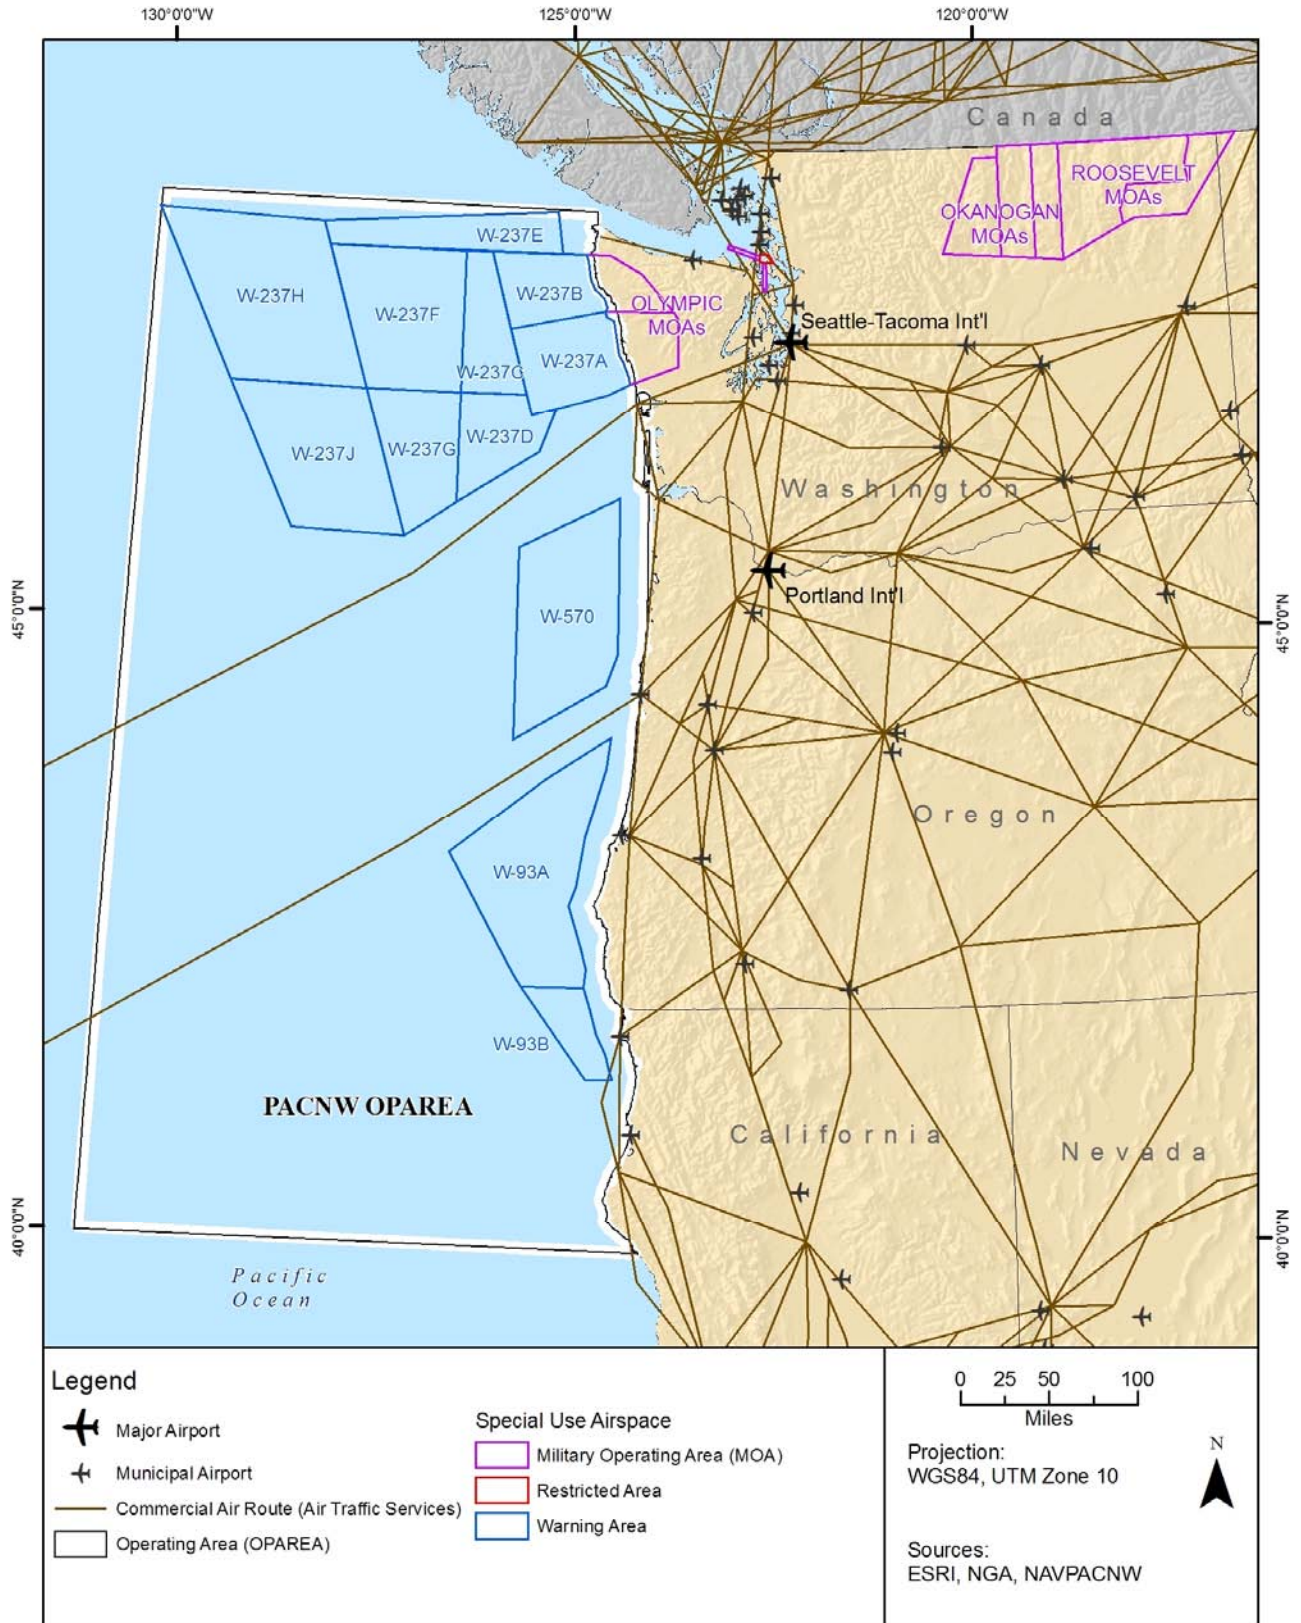 130°0'0"W
125°0'0"W
120°0'0"W
Canada
ROOSEVELT
MOAs
OKANOGAN
MOAs
W-237E
W-237H
W-237B
W-237F
OLYMPIC
MOAs
Seattle-Tacoma Int'l
W-237A
W-237C
W-237D
W-237J
W-237G
Washington
45°0'0"N
45°0'0"N
W-570
Portland Int'l
Oregon
W-93A
W-93B
PACNW OPAREA
California
Nevada
40°0'0"N
40°0'0"N
Pacific
Ocean
Legend
Major Airport
Municipal Airport
Commercial Air Route (Air Traffic Services)
Operating Area (OPAREA)
Special Use Airspace
Military Operating Area (MOA)
Restricted Area
Warning Area
0 25 50 100
Miles
Projection:
WGS84, UTM Zone 10
N
Sources:
ESRI, NGA, NAVPACNW